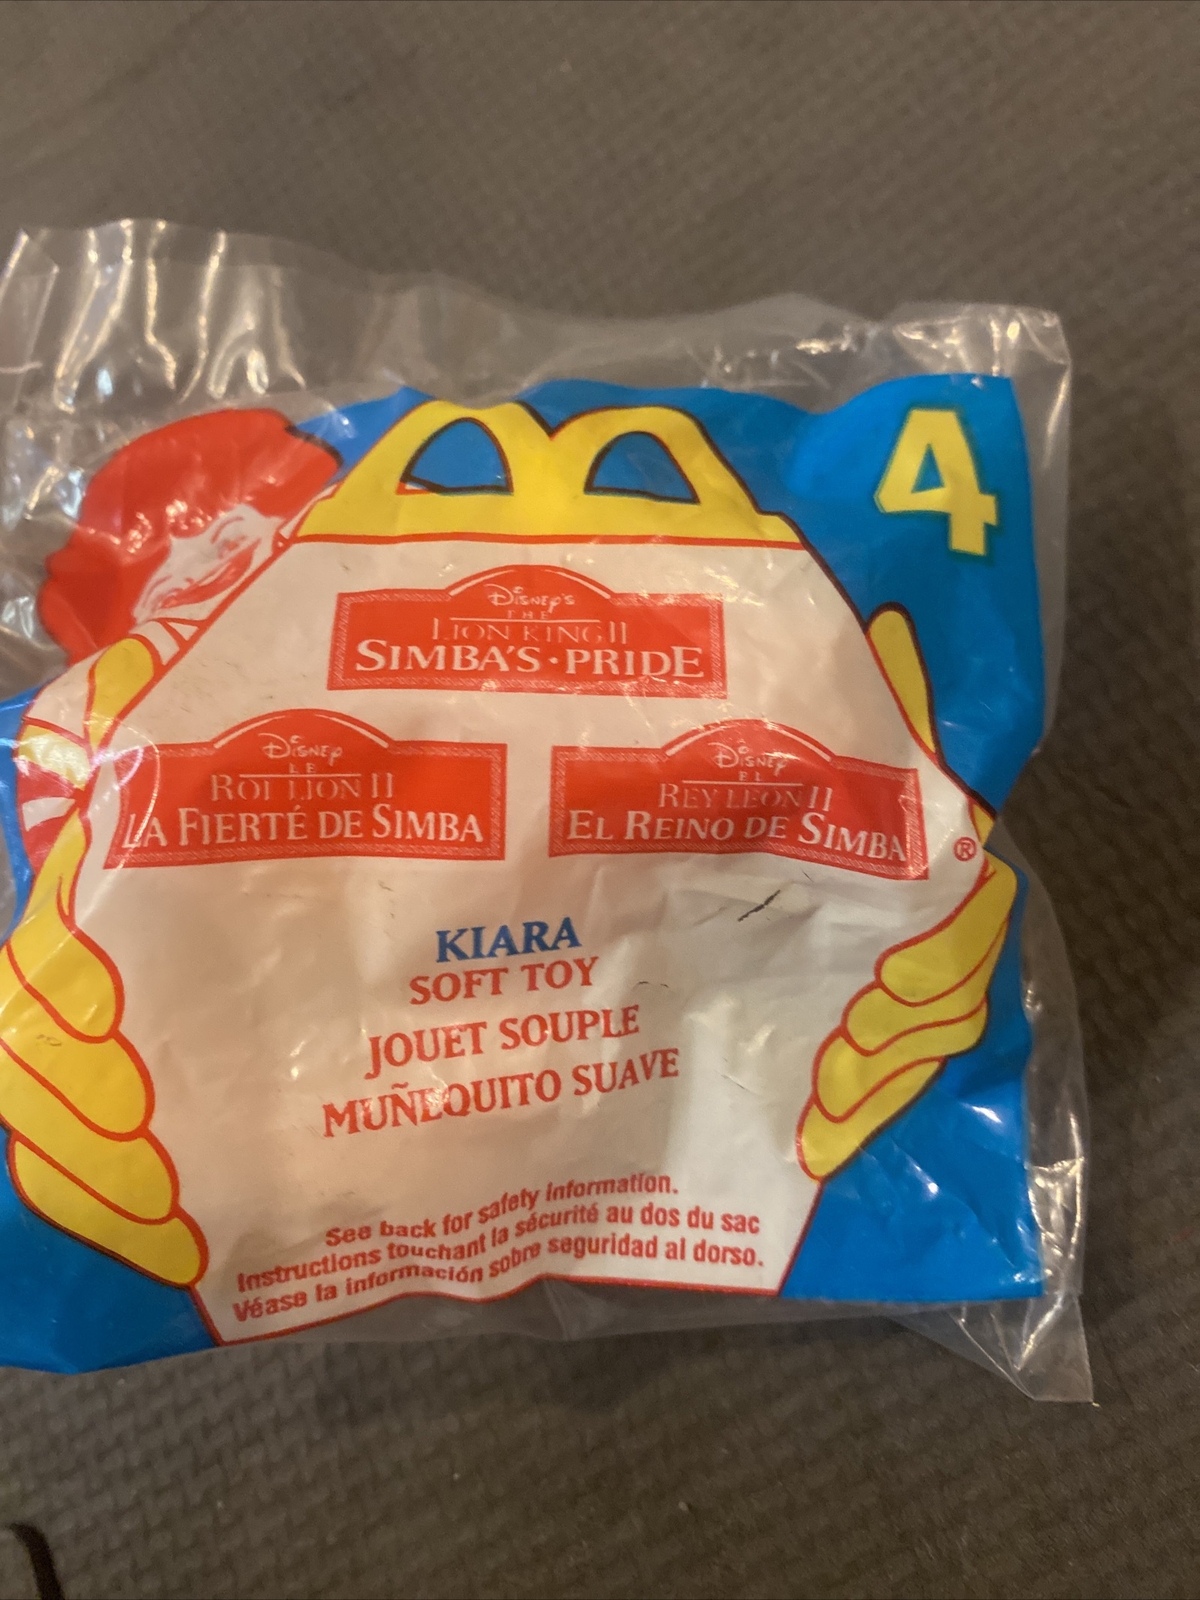 4
Disney's
THE
LION KING II
SIMBA'S·PRIDE
Disney
LE
ROI LION II
LA FIERTÉ DE SIMBA
Disney
EL
REY LEON II
EL REINO DE SIMBA
®
KIARA
SOFT TOY
JOUET SOUPLE
MUÑEQUITO SUAVE
See back for safety information.
Instructions touchant la sécurité au dos du sac
Véase la información sobre seguridad al dorso.